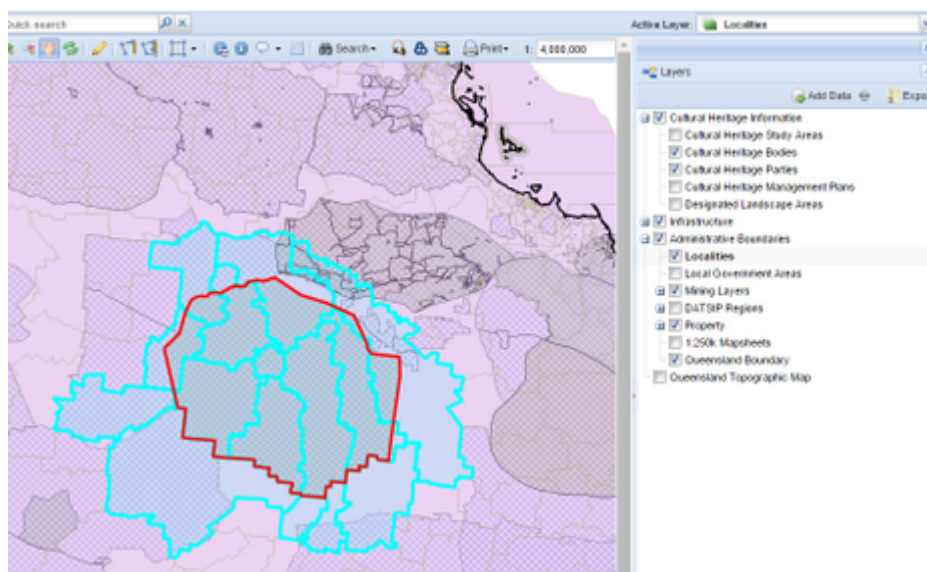 Quick search
Active Layer: Localities
Search Print 1: 4,000,000
Layers
Add Data Expo
Cultural Heritage Information
Cultural Heritage Study Areas
Cultural Heritage Bodies
Cultural Heritage Parties
Cultural Heritage Management Plans
Designated Landscape Areas
Infrastructure
Administrative Boundaries
Localities
Local Government Areas
Mining Layers
DATSIP Regions
Property
1:250k Mapsheets
Queensland Boundary
Queensland Topographic Map